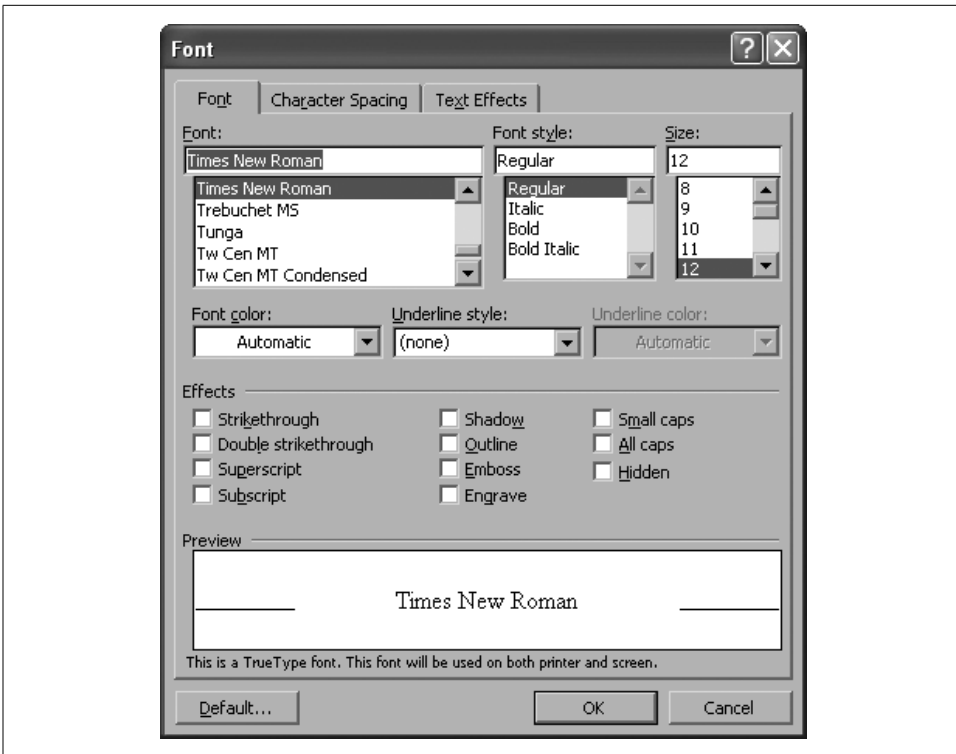 Font
Font Character Spacing Text Effects
Font: Font style: Size:
Times New Roman Regular 12
Times New Roman Regular 8
Trebuchet MS Italic 9
Tunga Bold 10
Tw Cen MT Bold Italic 11
Tw Cen MT Condensed 12
Font color: Underline style: Underline color:
Automatic (none) Automatic
Effects
Strikethrough Shadow Small caps
Double strikethrough Outline All caps
Superscript Emboss Hidden
Subscript Engrave
Preview
Times New Roman
This is a TrueType font. This font will be used on both printer and screen.
Default... OK Cancel